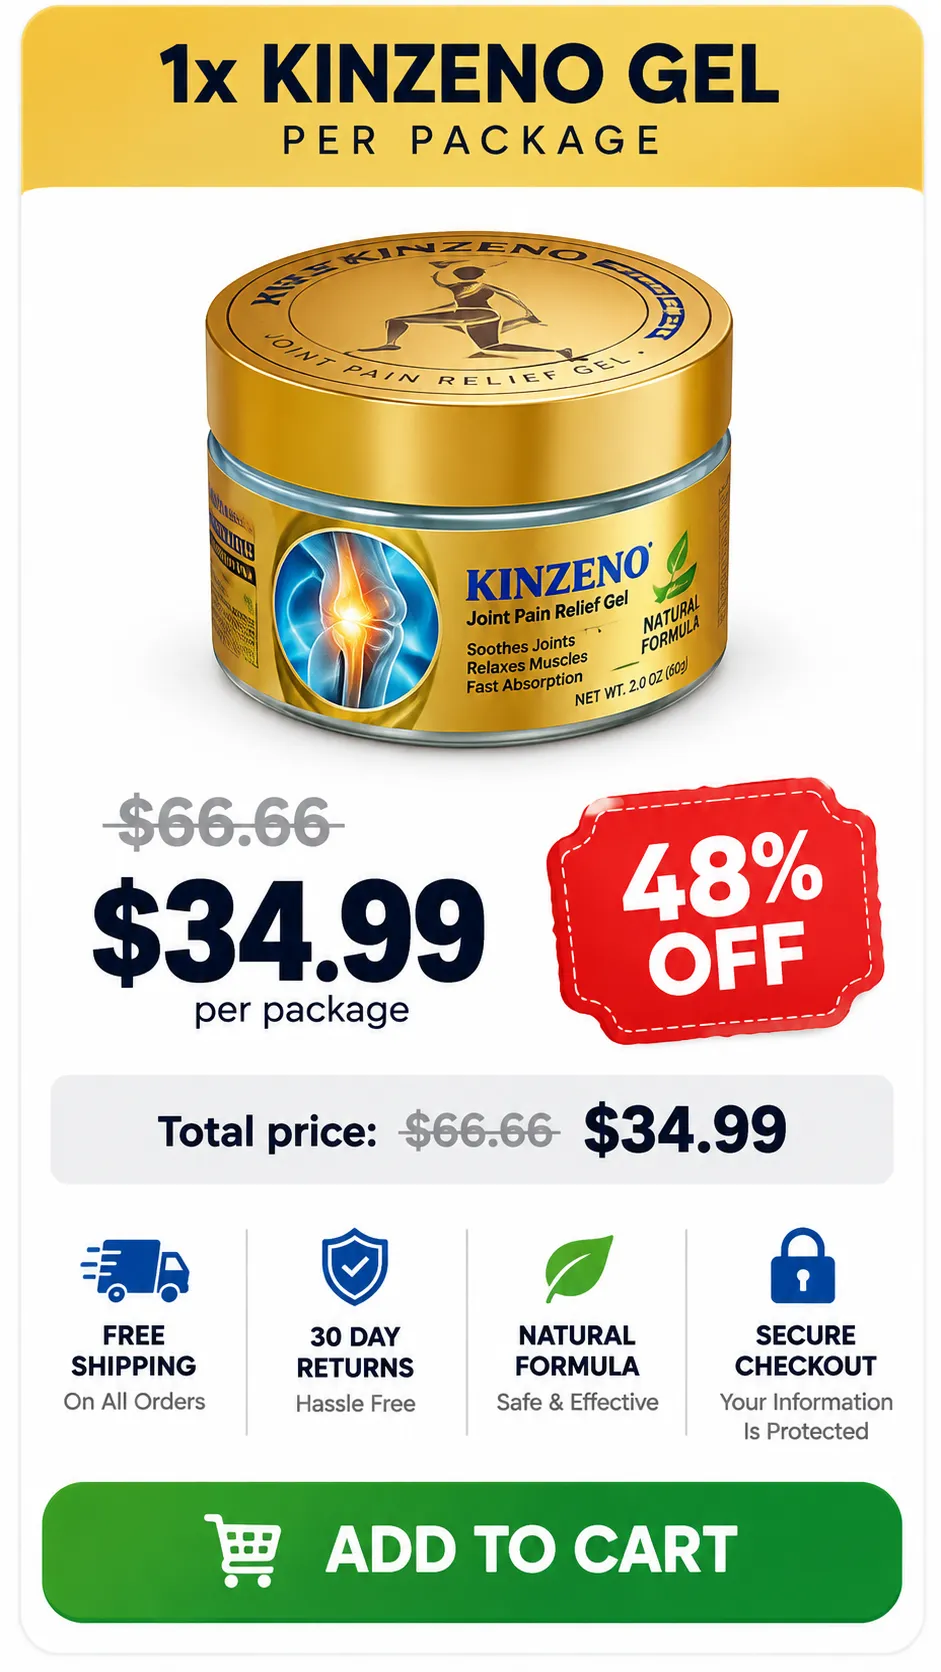 1x KINZENO GEL
PER PACKAGE
KINZENO
JOINT PAIN RELIEF GEL
KINZENO
Joint Pain Relief Gel
Soothes Joints
Relaxes Muscles
Fast Absorption
NATURAL
FORMULA
NET WT. 2.0 OZ (60g)
$66.66
$34.99
per package
48%
OFF
Total price: $66.66 $34.99
FREE
SHIPPING
On All Orders
30 DAY
RETURNS
Hassle Free
NATURAL
FORMULA
Safe & Effective
SECURE
CHECKOUT
Your Information
Is Protected
ADD TO CART